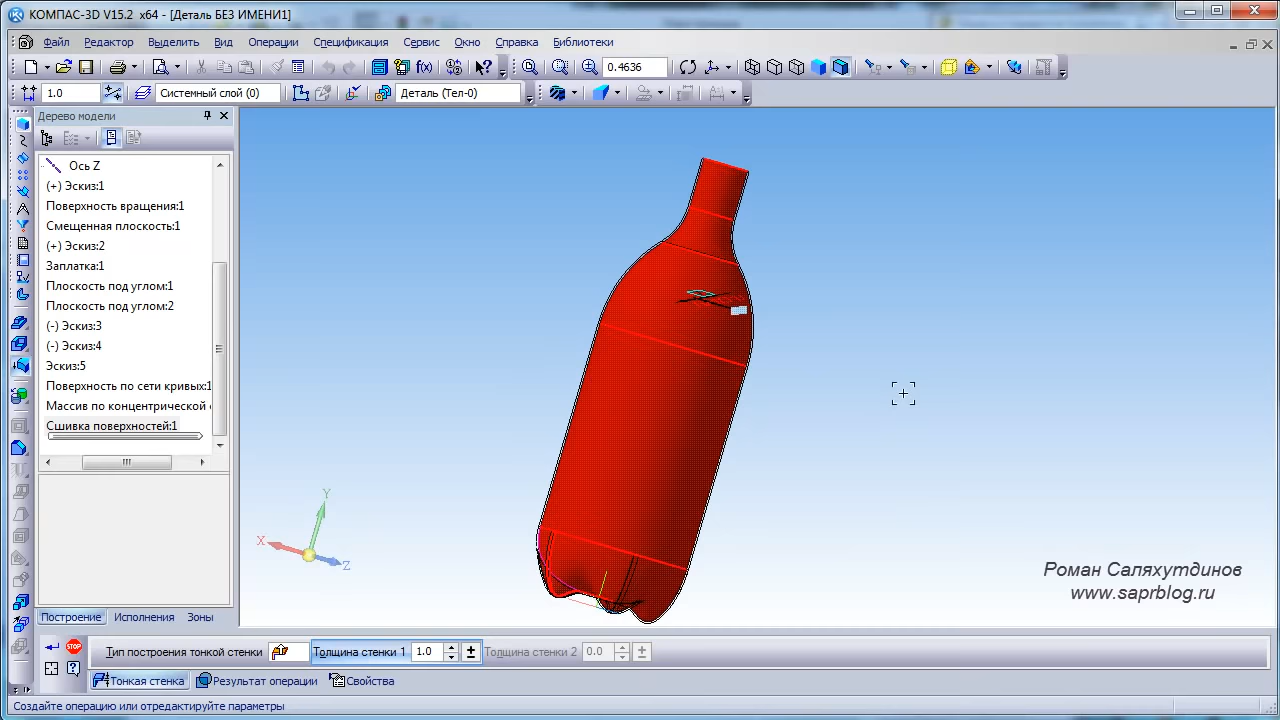 КОМПАС-3D V15.2 x64 - [Деталь БЕЗ ИМЕНИ1]
Файл Редактор Выделить Вид Операции Спецификация Сервис Окно Справка Библиотеки
f(x) 0.4636
1.0 Системный слой (0) Деталь (Тел-0)
Дерево модели
Ось Z
(+) Эскиз:1
Поверхность вращения:1
Смещенная плоскость:1
(+) Эскиз:2
Заплатка:1
Плоскость под углом:1
Плоскость под углом:2
(-) Эскиз:3
(-) Эскиз:4
Эскиз:5
Поверхность по сети кривых:1
Массив по концентрической
Сшивка поверхностей:1
Y
X
Z
Роман Саляхутдинов
www.saprblog.ru
Построение Исполнения Зоны
STOP Тип построения тонкой стенки Толщина стенки 1 1.0 Толщина стенки 2 0.0
Тонкая стенка Результат операции Свойства
Создайте операцию или отредактируйте параметры